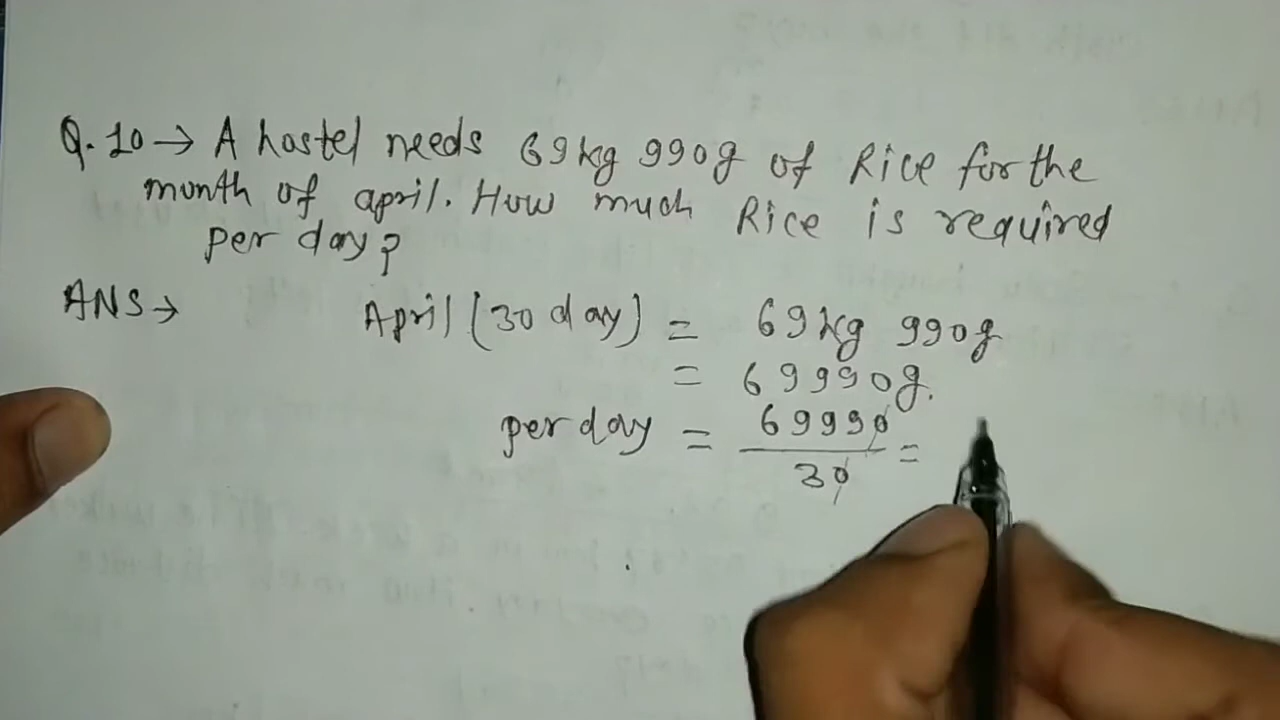 Q.10→ A hostel needs 69kg 990g of Rice for the
month of april. How much Rice is required
per day?
ANS→ April (30 day) = 69kg 990g
= 69990g.
per day = 69990/30 =